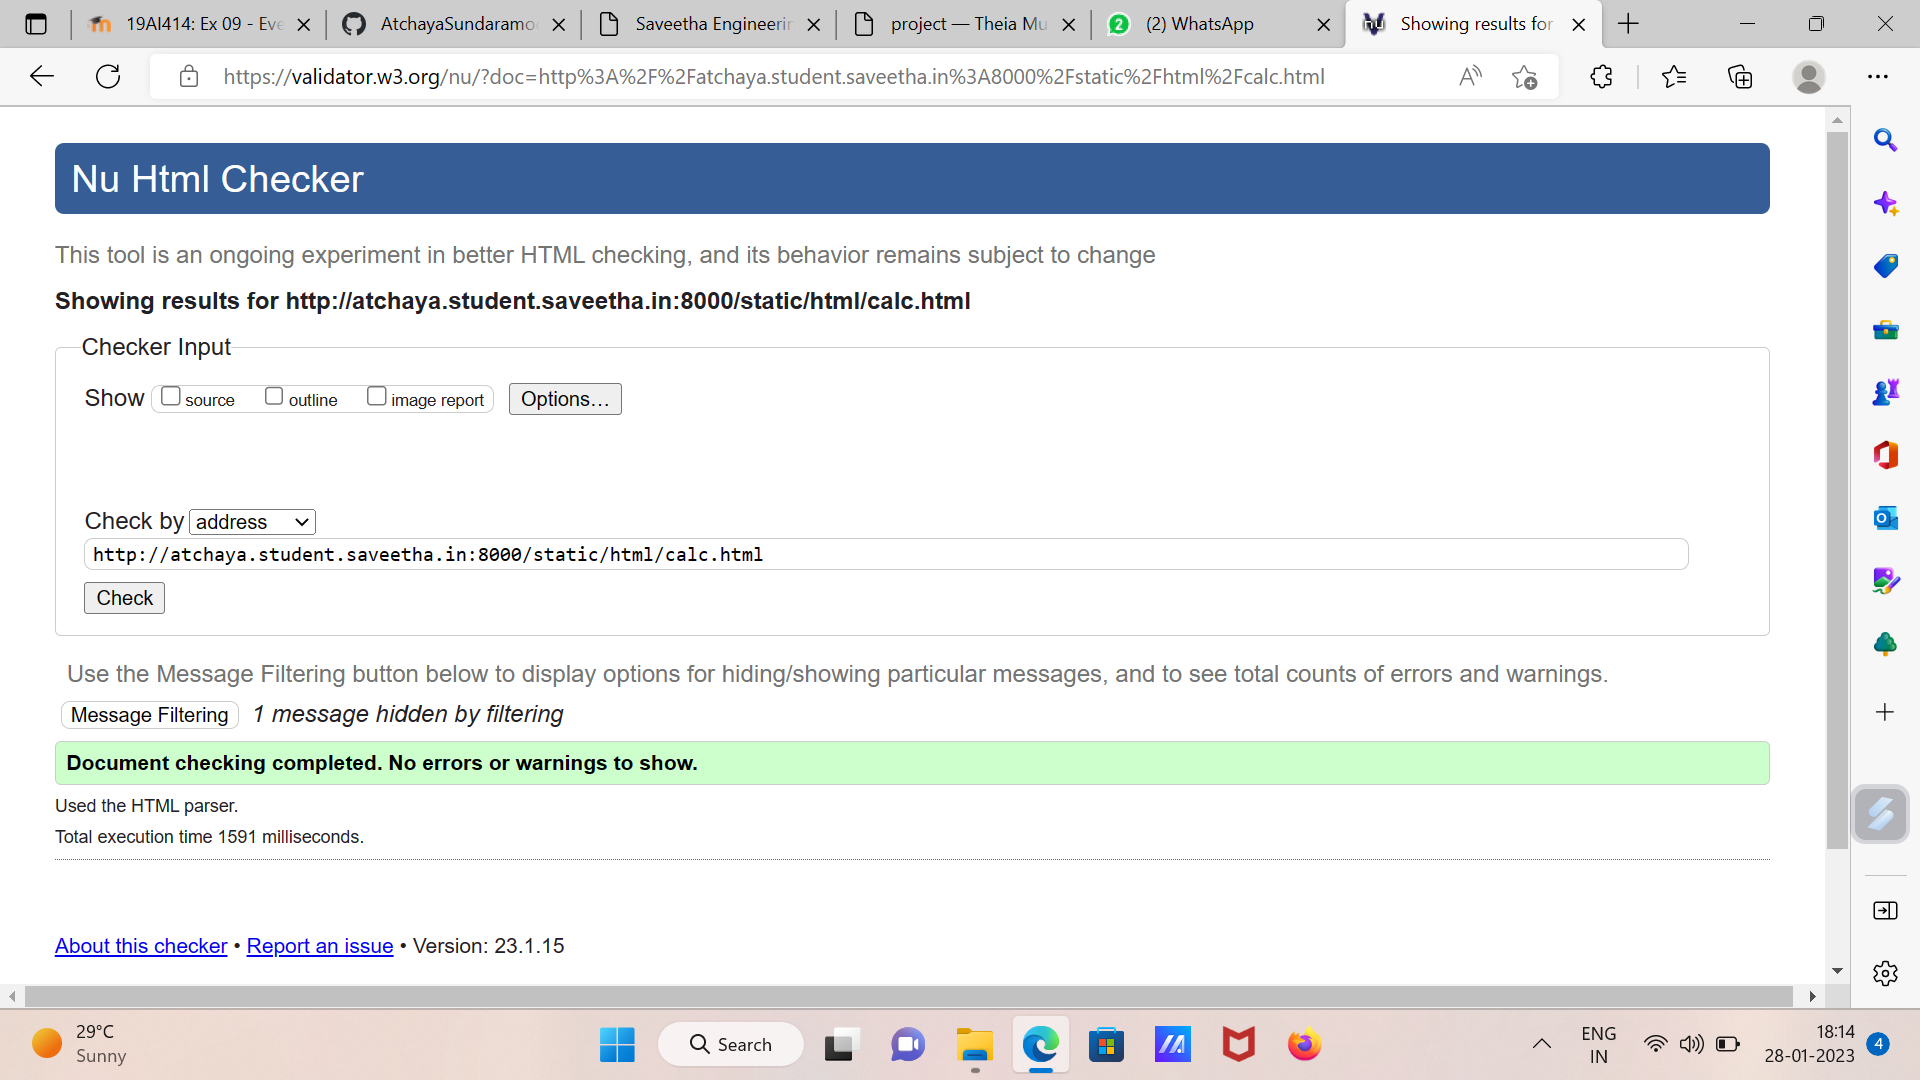 19AI414: Ex 09 - Eve
AtchayaSundaramo
Saveetha Engineerin
project — Theia Mu
(2) WhatsApp
Showing results for
https://validator.w3.org/nu/?doc=http%3A%2F%2Fatchaya.student.saveetha.in%3A8000%2Fstatic%2Fhtml%2Fcalc.html
Nu Html Checker
This tool is an ongoing experiment in better HTML checking, and its behavior remains subject to change
Showing results for http://atchaya.student.saveetha.in:8000/static/html/calc.html
Checker Input
Show source outline image report Options...
Check by address
http://atchaya.student.saveetha.in:8000/static/html/calc.html
Check
Use the Message Filtering button below to display options for hiding/showing particular messages, and to see total counts of errors and warnings.
Message Filtering 1 message hidden by filtering
Document checking completed. No errors or warnings to show.
Used the HTML parser.
Total execution time 1591 milliseconds.
About this checker • Report an issue • Version: 23.1.15
29°C
Sunny
Search
ENG
IN
18:14
28-01-2023
4